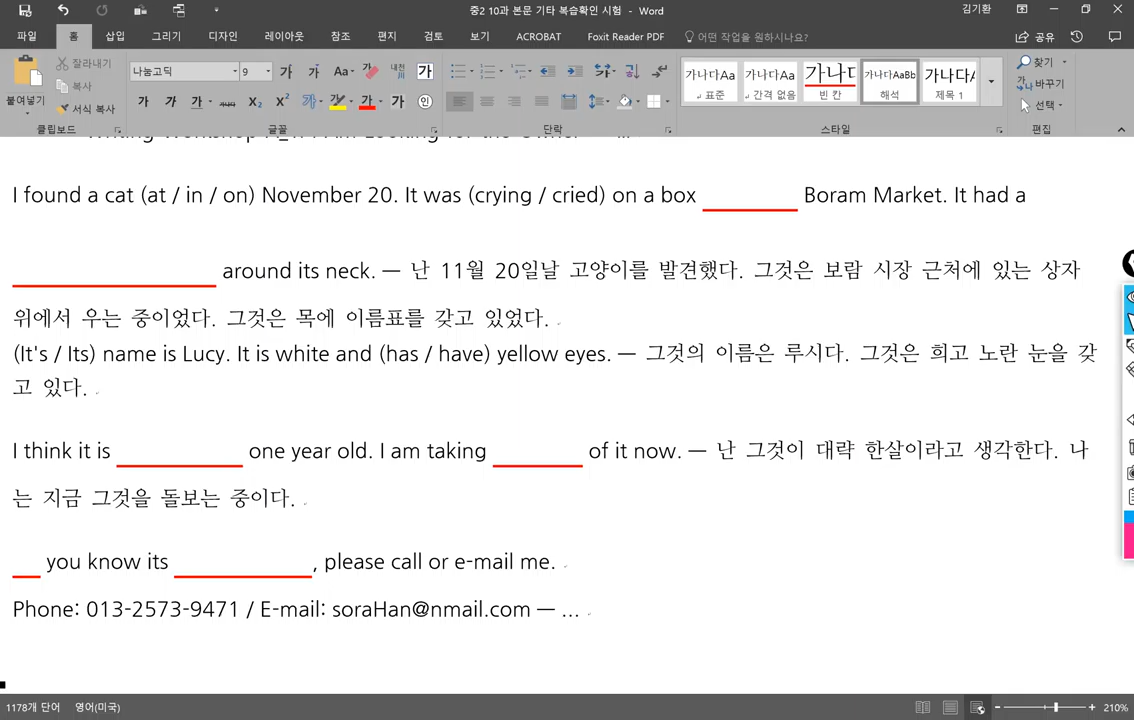 중2 10과 본문 기타 복습확인 시험 - Word
김기환
파일 홈 삽입 그리기 디자인 레이아웃 참조 편지 검토 보기 ACROBAT Foxit Reader PDF 어떤 작업을 원하시나요? 공유
붙여넣기 잘라내기 복사 서식 복사
나눔고딕 9
가나다Aa 표준
가나다Aa 간격 없음
가나다 빈 칸
가나다AaBb 해석
가나다A 제목 1
찾기
바꾸기
선택
클립보드 글꼴 단락 스타일 편집
I found a cat (at / in / on) November 20. It was (crying / cried) on a box ________ Boram Market. It had a
________ around its neck. ─ 난 11월 20일날 고양이를 발견했다. 그것은 보람 시장 근처에 있는 상자
위에서 우는 중이었다. 그것은 목에 이름표를 갖고 있었다.
(It's / Its) name is Lucy. It is white and (has / have) yellow eyes. ─ 그것의 이름은 루시다. 그것은 희고 노란 눈을 갖
고 있다.
I think it is ________ one year old. I am taking ________ of it now. ─ 난 그것이 대략 한살이라고 생각한다. 나
는 지금 그것을 돌보는 중이다.
__ you know its ________, please call or e-mail me.
Phone: 013-2573-9471 / E-mail: soraHan@nmail.com ─ ...
1178개 단어 영어(미국) 210%